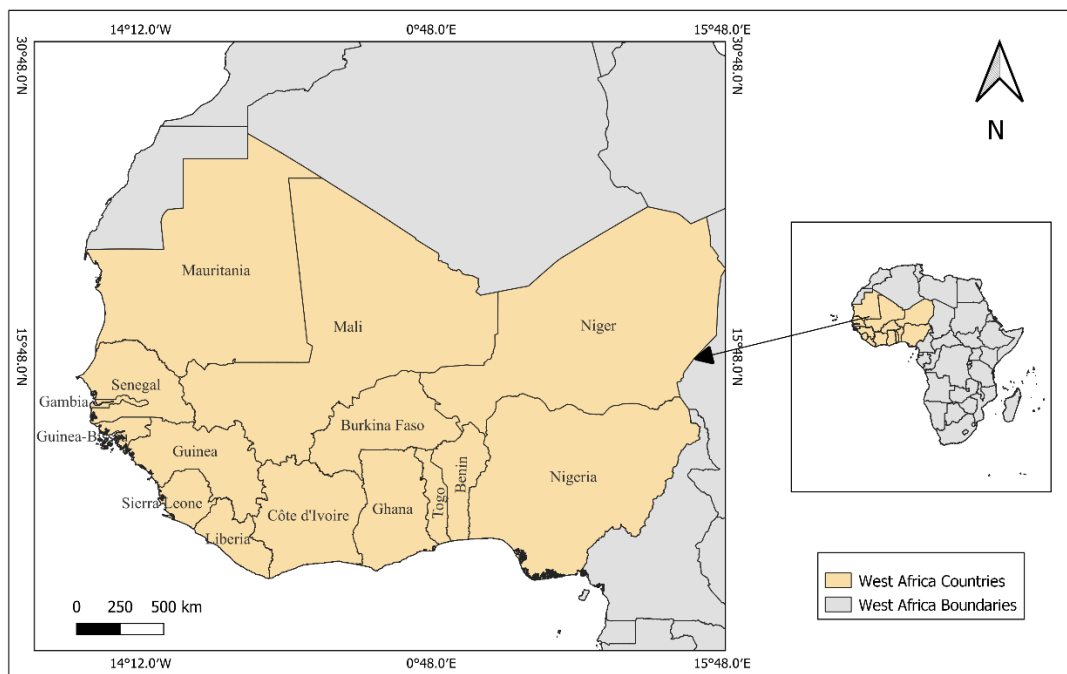 14°12.0'W 0°48.0'E 15°48.0'E
30°48.0'N 30°48.0'N
N
Mauritania
Mali
Niger
15°48.0'N 15°48.0'N
Senegal
Gambia
Burkina Faso
Guinea-Bissau
Guinea
Benin
Nigeria
Togo
Sierra Leone
Ghana
Côte d'Ivoire
Liberia
West Africa Countries
0 250 500 km
West Africa Boundaries
14°12.0'W 0°48.0'E 15°48.0'E